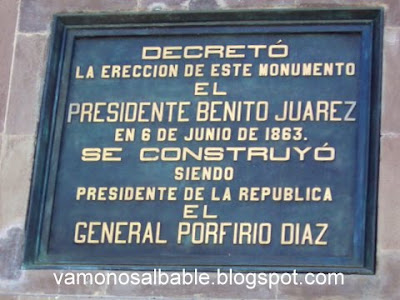 DECRETÓ
LA ERECCION DE ESTE MONUMENTO
EL
PRESIDENTE BENITO JUAREZ
EN 6 DE JUNIO DE 1863.
SE CONSTRUYÓ
SIENDO
PRESIDENTE DE LA REPUBLICA
EL
GENERAL PORFIRIO DIAZ
vamonosalbable.blogspot.com